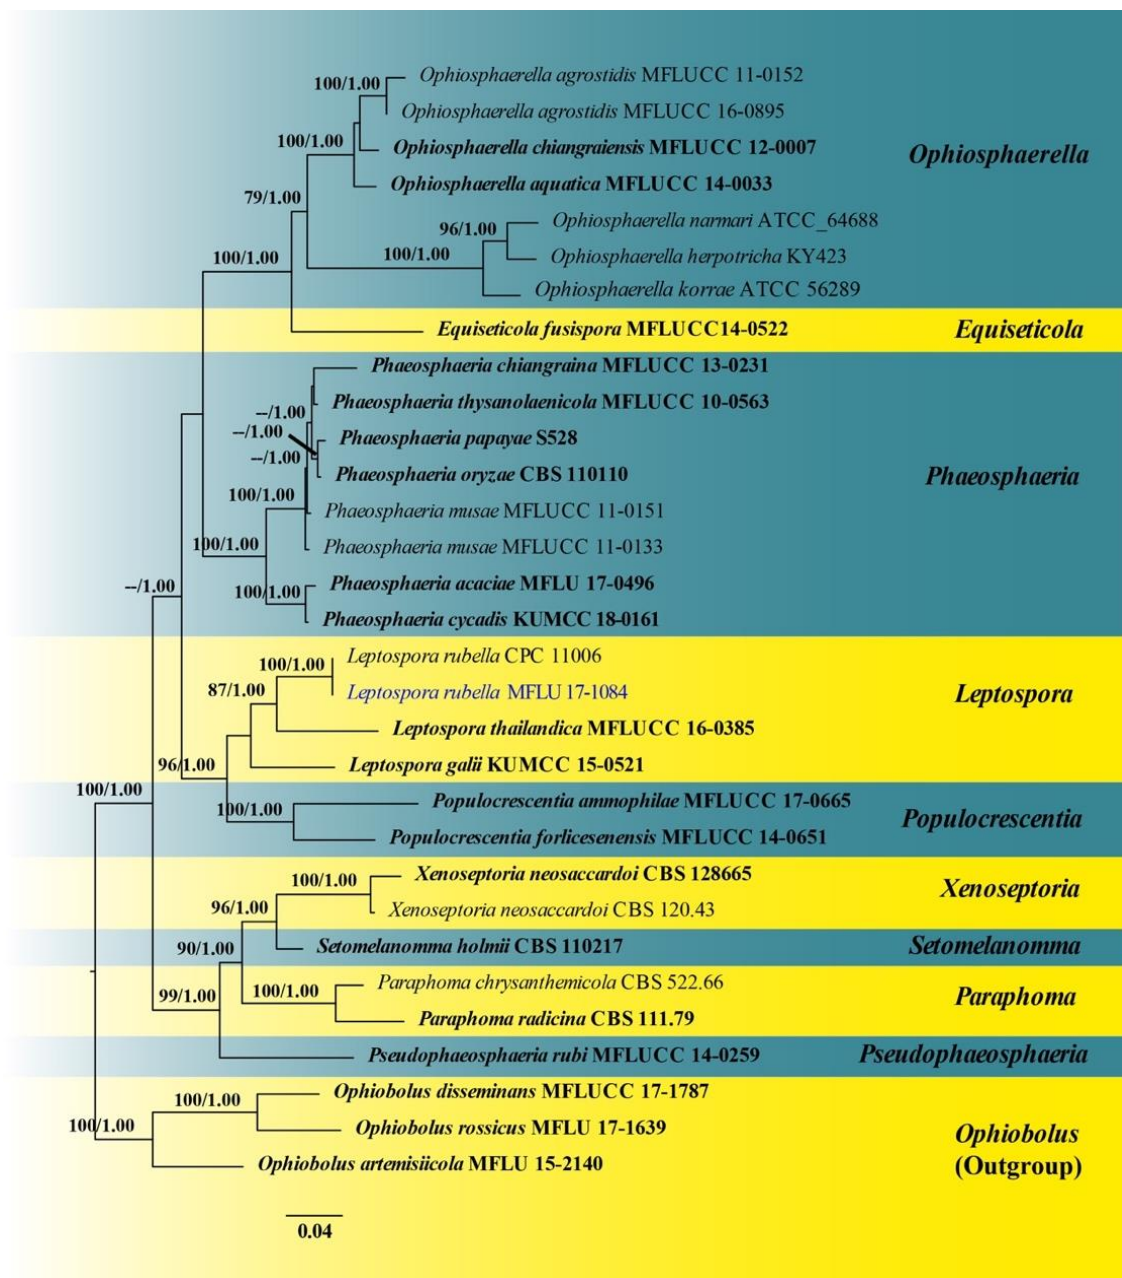 100/1.00
Ophiosphaerella agrostidis MFLUCC 11-0152
Ophiosphaerella agrostidis MFLUCC 16-0895
100/1.00
Ophiosphaerella chiangraiensis MFLUCC 12-0007
Ophiosphaerella
Ophiosphaerella aquatica MFLUCC 14-0033
79/1.00
Ophiosphaerella narmari ATCC_64688
96/1.00
100/1.00
100/1.00
Ophiosphaerella herpotricha KY423
Ophiosphaerella korrae ATCC 56289
Equiseticola fusispora MFLUCC14-0522
Equiseticola
Phaeosphaeria chiangraina MFLUCC 13-0231
Phaeosphaeria thysanolaenicola MFLUCC 10-0563
--/1.00
--/1.00
Phaeosphaeria papayae S528
--/1.00
Phaeosphaeria oryzae CBS 110110
Phaeosphaeria
100/1.00
Phaeosphaeria musae MFLUCC 11-0151
100/1.00
Phaeosphaeria musae MFLUCC 11-0133
--/1.00
Phaeosphaeria acaciae MFLU 17-0496
100/1.00
Phaeosphaeria cycadis KUMCC 18-0161
100/1.00
Leptospora rubella CPC 11006
87/1.00
Leptospora rubella MFLU 17-1084
Leptospora
Leptospora thailandica MFLUCC 16-0385
96/1.00
Leptospora galii KUMCC 15-0521
100/1.00
Populocrescentia ammophilae MFLUCC 17-0665
100/1.00
Populocrescentia
Populocrescentia forlicesenensis MFLUCC 14-0651
Xenoseptoria neosaccardoi CBS 128665
100/1.00
Xenoseptoria
96/1.00
Xenoseptoria neosaccardoi CBS 120.43
90/1.00
Setomelanomma holmii CBS 110217
Setomelanomma
Paraphoma chrysanthemicola CBS 522.66
99/1.00
100/1.00
Paraphoma
Paraphoma radicina CBS 111.79
Pseudophaeosphaeria rubi MFLUCC 14-0259
Pseudophaeosphaeria
Ophiobolus disseminans MFLUCC 17-1787
100/1.00
100/1.00
Ophiobolus rossicus MFLU 17-1639
Ophiobolus
(Outgroup)
Ophiobolus artemisiicola MFLU 15-2140
0.04